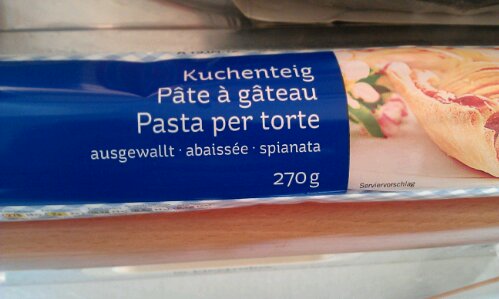 Kuchenteig
Pâte à gâteau
Pasta per torte
ausgewallt · abaissée · spianata
270 g
Serviervorschlag